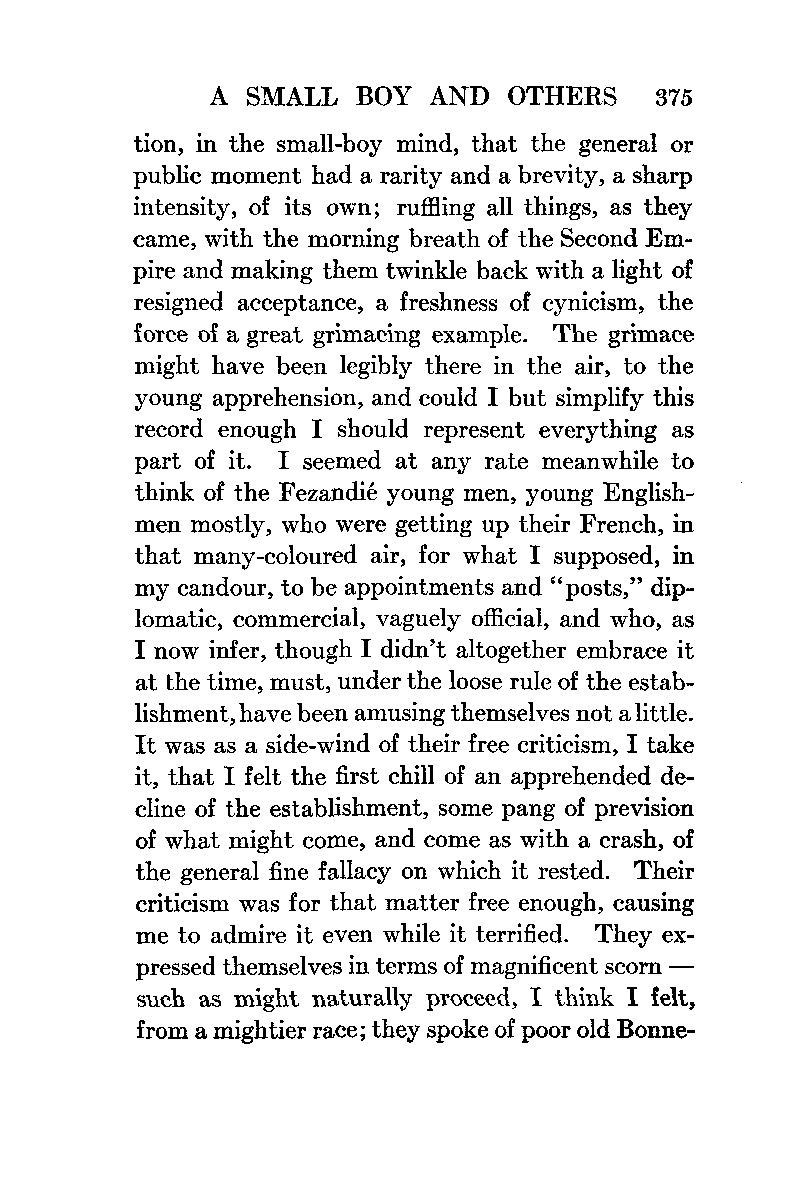 A SMALL BOY AND OTHERS 375
tion, in the small-boy mind, that the general or
public moment had a rarity and a brevity, a sharp
intensity, of its own; ruffling all things, as they
came, with the morning breath of the Second Em-
pire and making them twinkle back with a light of
resigned acceptance, a freshness of cynicism, the
force of a great grimacing example. The grimace
might have been legibly there in the air, to the
young apprehension, and could I but simplify this
record enough I should represent everything as
part of it. I seemed at any rate meanwhile to
think of the Fezandié young men, young English-
men mostly, who were getting up their French, in
that many-coloured air, for what I supposed, in
my candour, to be appointments and “posts,” dip-
lomatic, commercial, vaguely official, and who, as
I now infer, though I didn’t altogether embrace it
at the time, must, under the loose rule of the estab-
lishment, have been amusing themselves not a little.
It was as a side-wind of their free criticism, I take
it, that I felt the first chill of an apprehended de-
cline of the establishment, some pang of prevision
of what might come, and come as with a crash, of
the general fine fallacy on which it rested. Their
criticism was for that matter free enough, causing
me to admire it even while it terrified. They ex-
pressed themselves in terms of magnificent scorn —
such as might naturally proceed, I think I felt,
from a mightier race; they spoke of poor old Bonne-